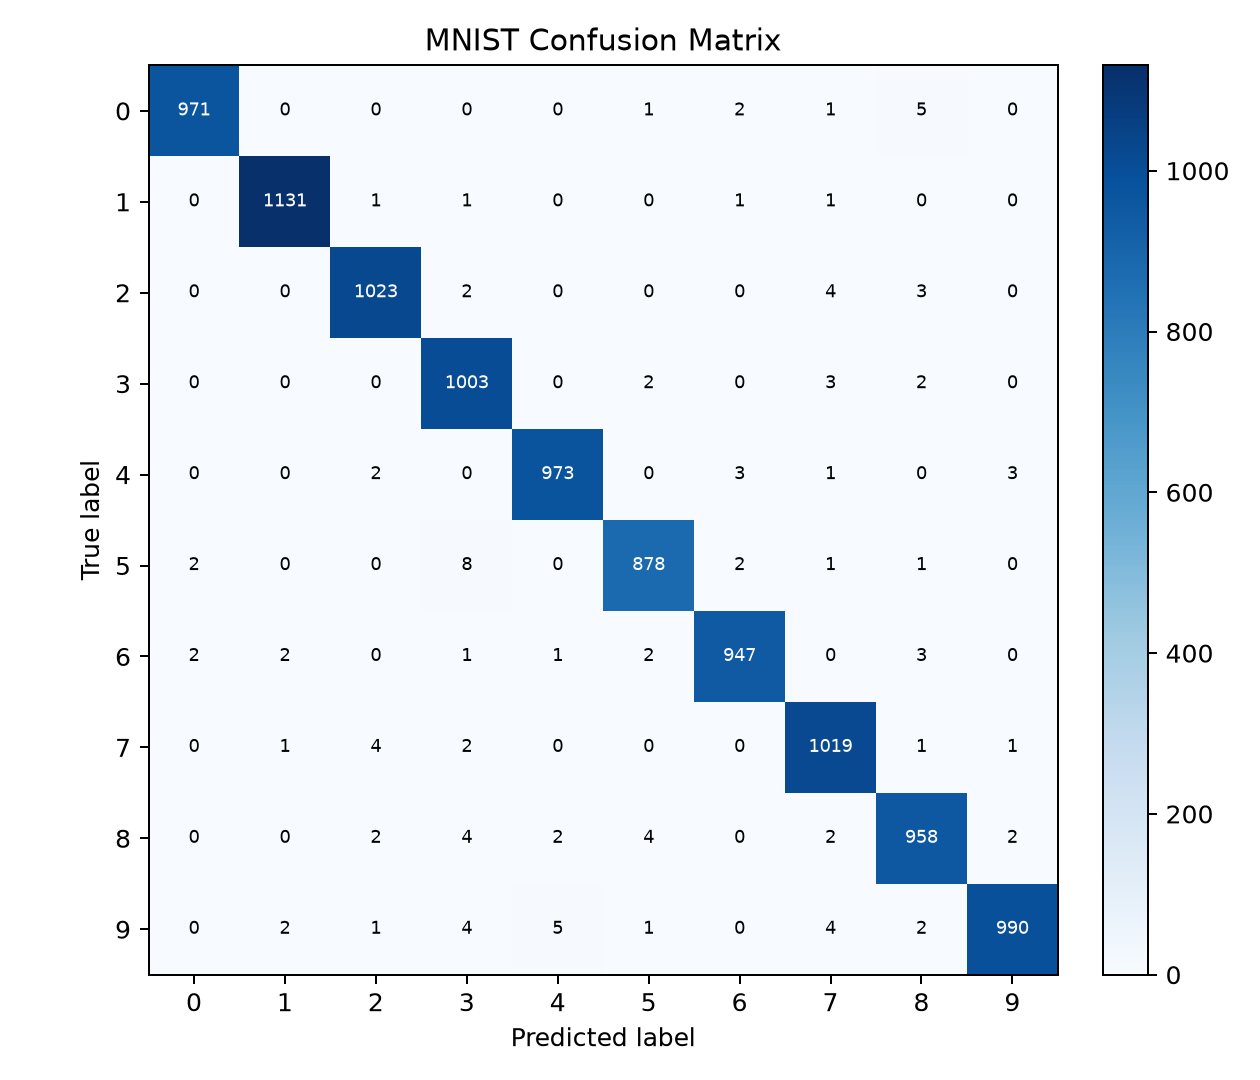 MNIST Confusion Matrix
0 971 0 0 0 0 1 2 1 5 0
1 0 1131 1 1 0 0 1 1 0 0
2 0 0 1023 2 0 0 0 4 3 0
3 0 0 0 1003 0 2 0 3 2 0
4 0 0 2 0 973 0 3 1 0 3
5 2 0 0 8 0 878 2 1 1 0
6 2 2 0 1 1 2 947 0 3 0
7 0 1 4 2 0 0 0 1019 1 1
8 0 0 2 4 2 4 0 2 958 2
9 0 2 1 4 5 1 0 4 2 990
0 1 2 3 4 5 6 7 8 9
Predicted label
True label
1000
800
600
400
200
0